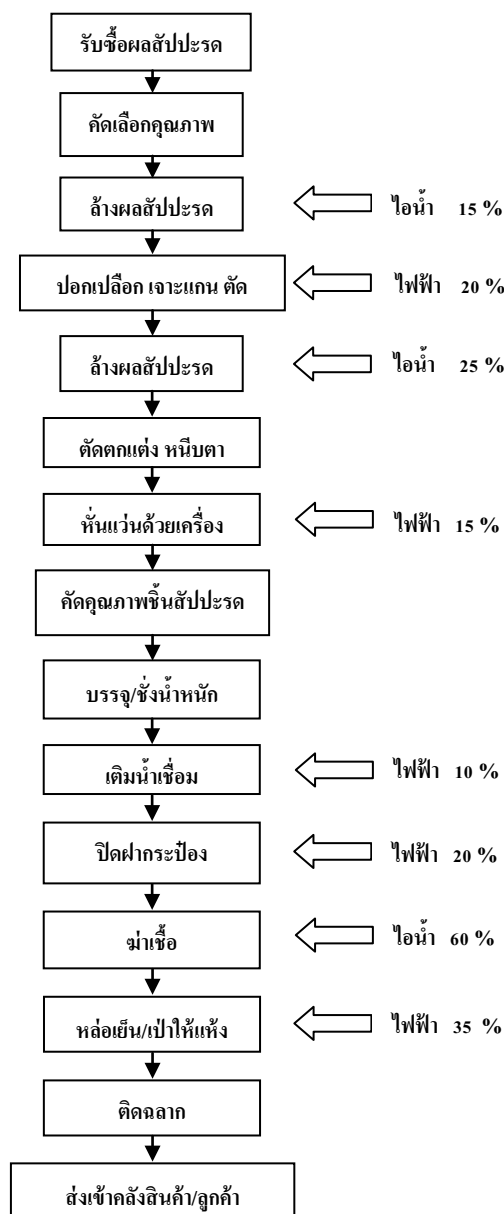 รับซื้อผลสัปปะรด
คัดเลือกคุณภาพ
ล้างผลสัปปะรด
ไอน้ำ 15 %
ปอกเปลือก เจาะแกน ตัด
ไฟฟ้า 20 %
ล้างผลสัปปะรด
ไอน้ำ 25 %
ตัดตกแต่ง หนีบตา
หั่นแว่นด้วยเครื่อง
ไฟฟ้า 15 %
คัดคุณภาพชิ้นสัปปะรด
บรรจุ/ชั่งน้ำหนัก
เติมน้ำเชื่อม
ไฟฟ้า 10 %
ปิดฝากระป๋อง
ไฟฟ้า 20 %
ฆ่าเชื้อ
ไอน้ำ 60 %
หล่อเย็น/เป่าให้แห้ง
ไฟฟ้า 35 %
ติดฉลาก
ส่งเข้าคลังสินค้า/ลูกค้า